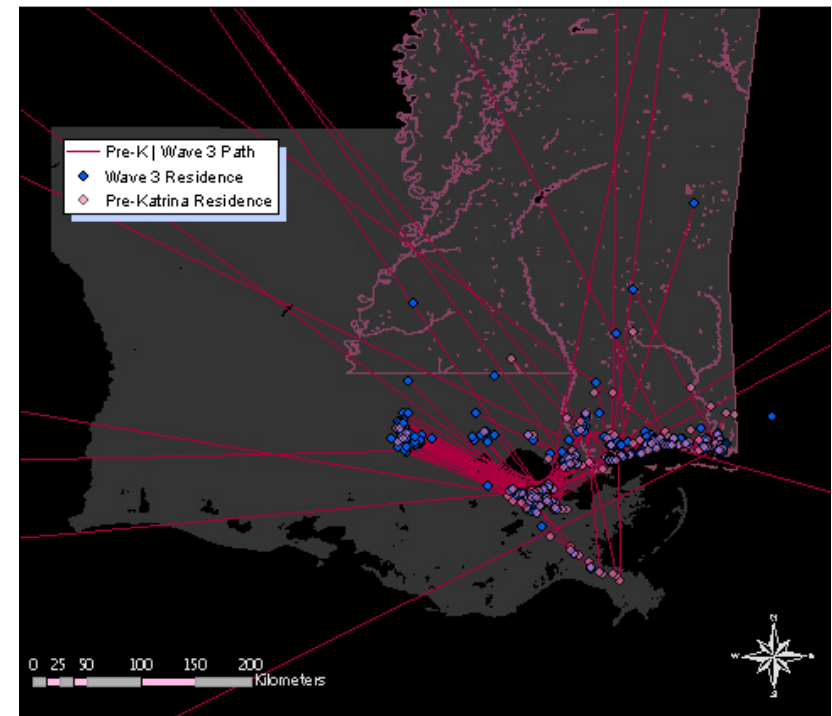 Pre-K | Wave 3 Path
Wave 3 Residence
Pre-Katrina Residence
0 25 50 100 150 200
Kilometers
N
W
S